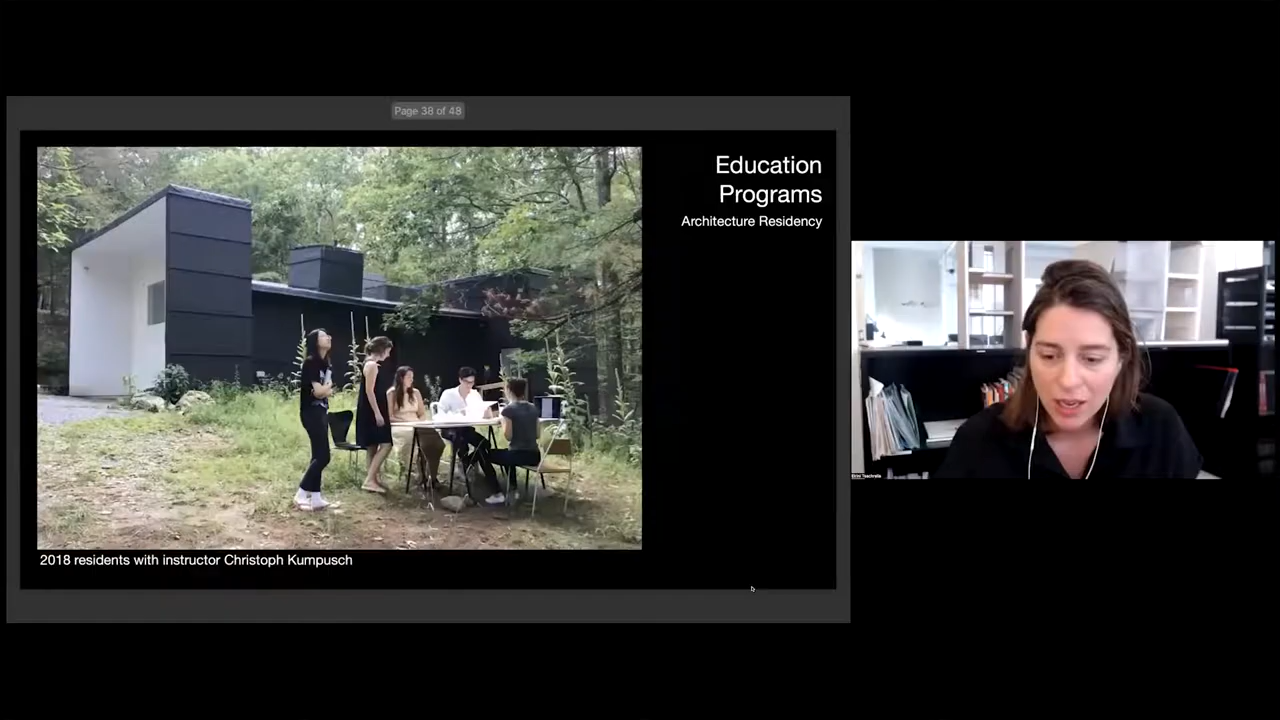 Page 38 of 48
Education
Programs
Architecture Residency
2018 residents with instructor Christoph Kumpusch